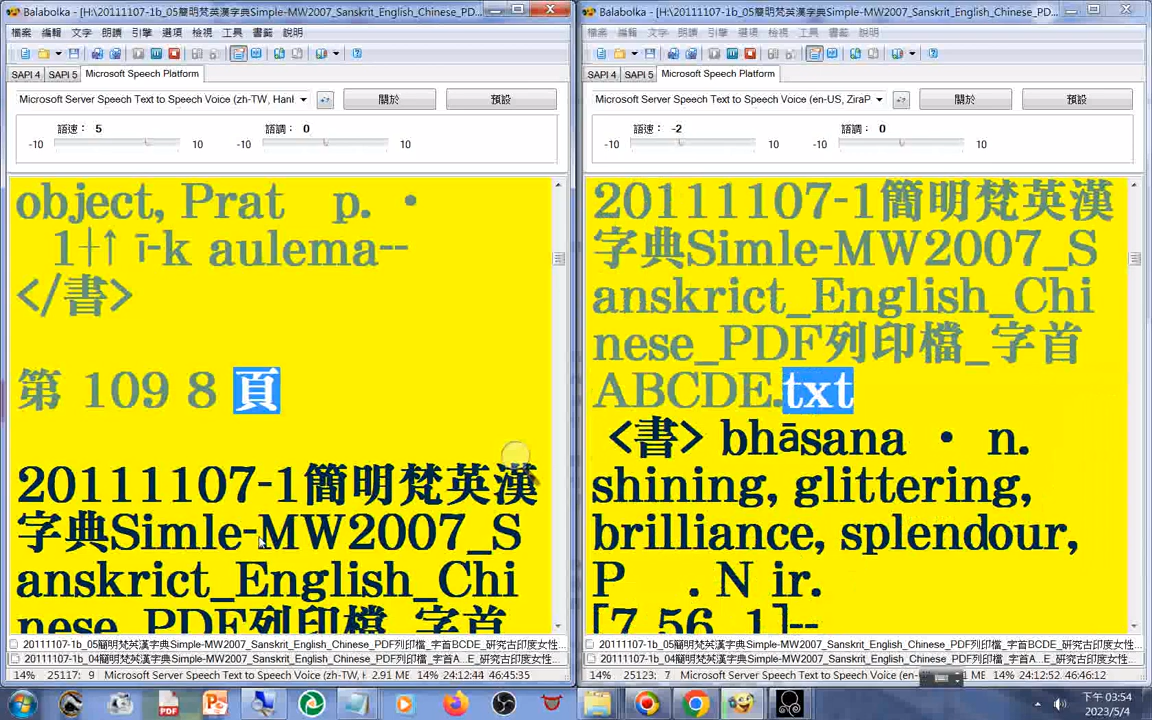 Balabolka - [H:\20111107-1b_05簡明梵英漢字典Simple-MW2007_Sanskrit_English_Chinese_PD...
檔案 編輯 文字 朗讀 引擎 選項 檢視 工具 書籤 說明
SAPI 4 SAPI 5 Microsoft Speech Platform
Microsoft Server Speech Text to Speech Voice (zh-TW, HanI
關於 預設
語速： 5 語調： 0
-10 10 -10 10
object, Prat p. •
1┼↑ ī-k aulema--
</書>
第 109 8 頁
20111107-1簡明梵英漢
字典Simle-MW2007_S
anskrict_English_Chi
nese_PDF列印檔_字首
20111107-1b_05簡明梵英漢字典Simple-MW2007_Sanskrit_English_Chinese_PDF列印檔_字首BCDE_研究古印度女性...
20111107-1b_04簡明梵英漢字典Simple-MW2007_Sanskrit_English_Chinese_PDF列印檔_字首A...E_研究古印度女性...
14% 25117: 9 Microsoft Server Speech Text to Speech Voice (zh-TW, H 2.91 MB 14% 24:12:44 46:45:35
Balabolka - [H:\20111107-1b_05簡明梵英漢字典Simple-MW2007_Sanskrit_English_Chinese_PD...
檔案 編輯 文字 朗讀 引擎 選項 檢視 工具 書籤 說明
SAPI 4 SAPI 5 Microsoft Speech Platform
Microsoft Server Speech Text to Speech Voice (en-US, ZiraP
關於 預設
語速： -2 語調： 0
-10 10 -10 10
20111107-1簡明梵英漢
字典Simle-MW2007_S
anskrict_English_Chi
nese_PDF列印檔_字首
ABCDE.txt
<書> bhāsana • n.
shining, glittering,
brilliance, splendour,
P . N ir.
[7,56, 1]--
20111107-1b_05簡明梵英漢字典Simple-MW2007_Sanskrit_English_Chinese_PDF列印檔_字首BCDE_研究古印度女性...
20111107-1b_04簡明梵英漢字典Simple-MW2007_Sanskrit_English_Chinese_PDF列印檔_字首A...E_研究古印度女性...
14% 25123: 7 Microsoft Server Speech Text to Speech Voice (en-US, 14% 24:12:52 46:46:12
下午 03:54
2023/5/4